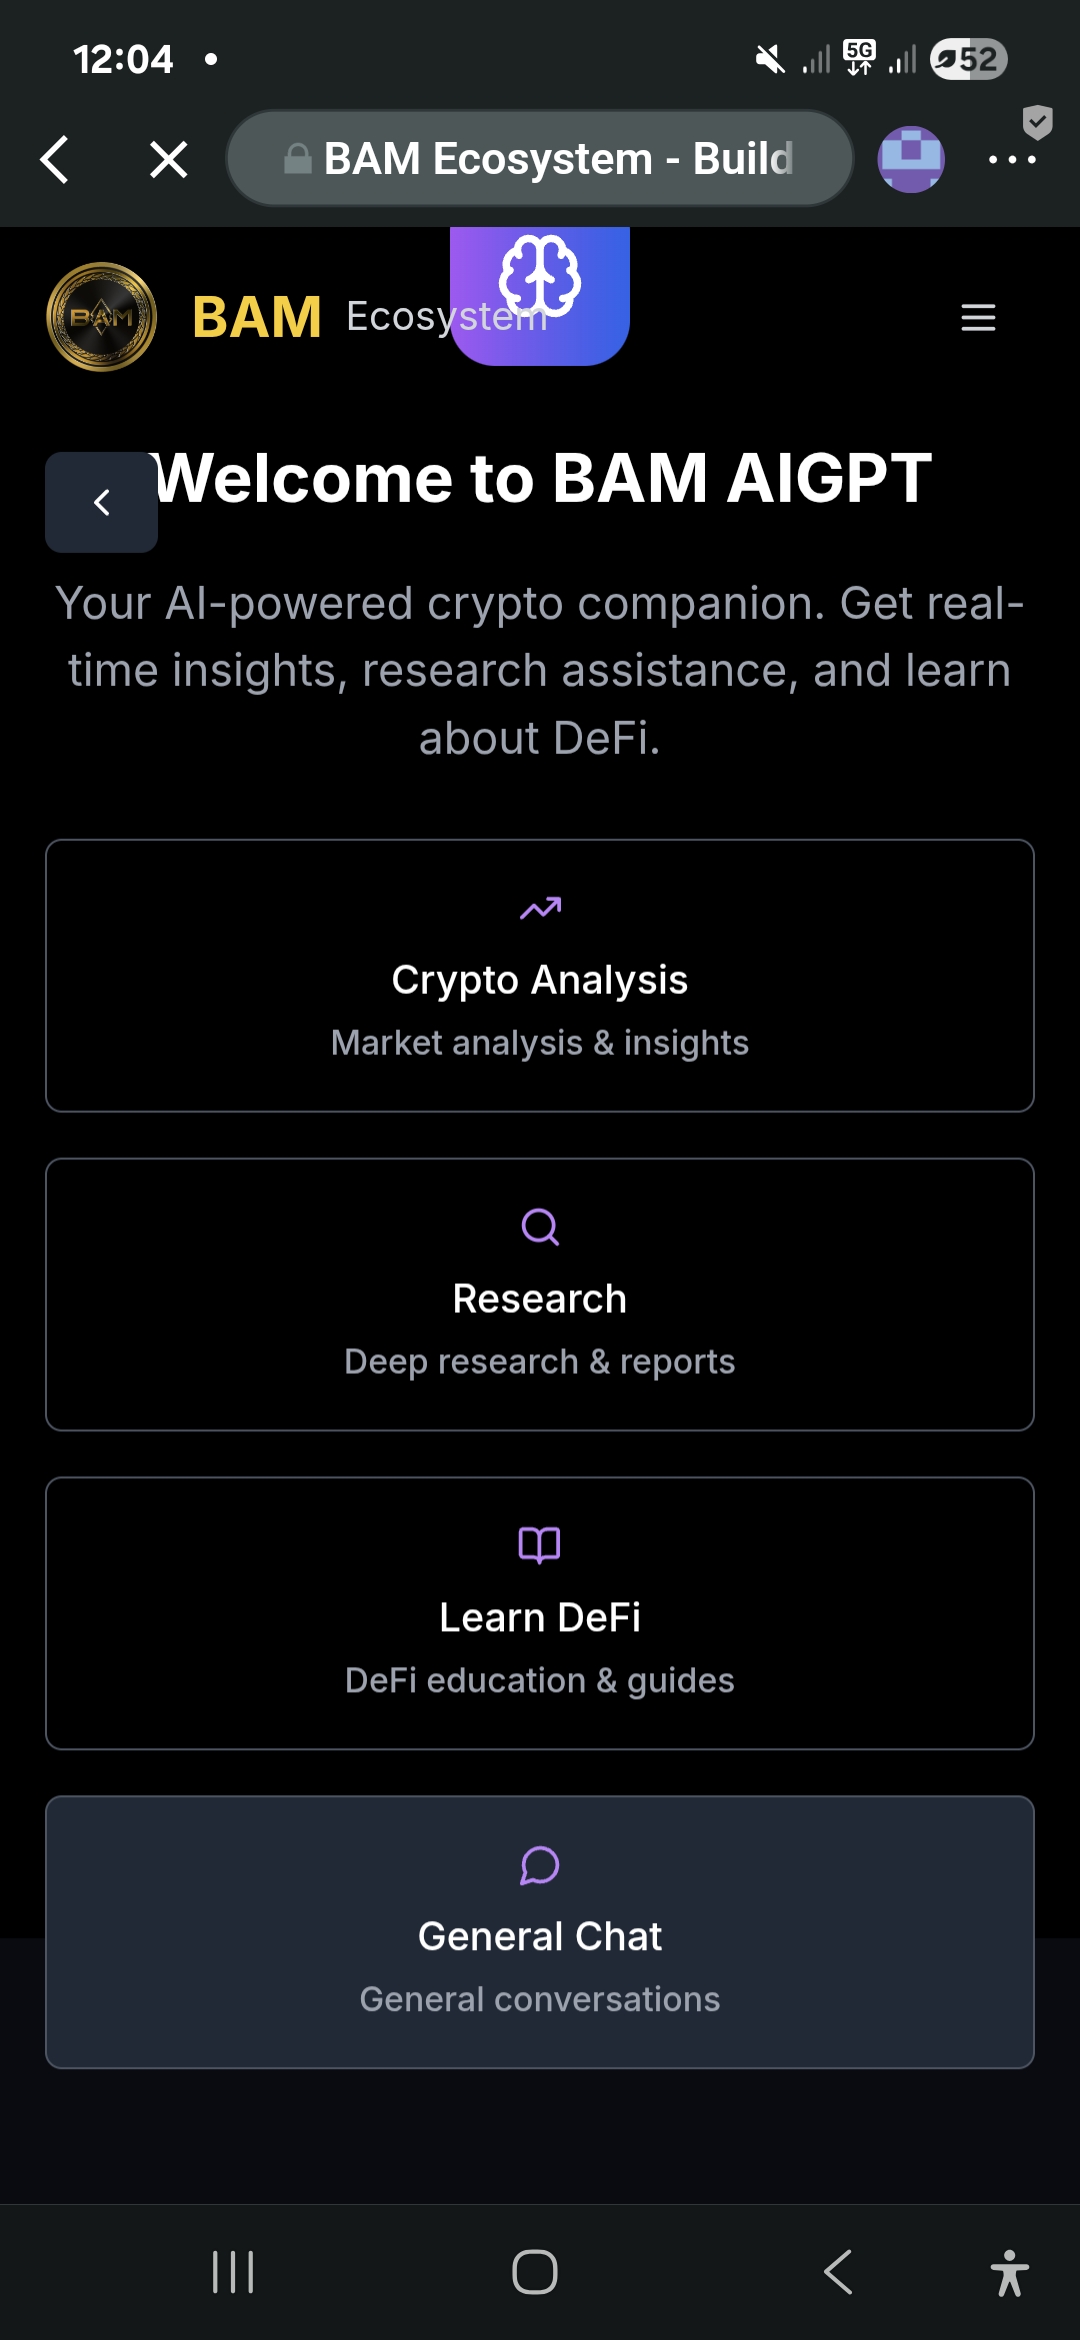 12:04
5G
52
BAM Ecosystem - Build
BAM
BAM Ecosystem
Welcome to BAM AIGPT
Your AI-powered crypto companion. Get real-
time insights, research assistance, and learn
about DeFi.
Crypto Analysis
Market analysis & insights
Research
Deep research & reports
Learn DeFi
DeFi education & guides
General Chat
General conversations